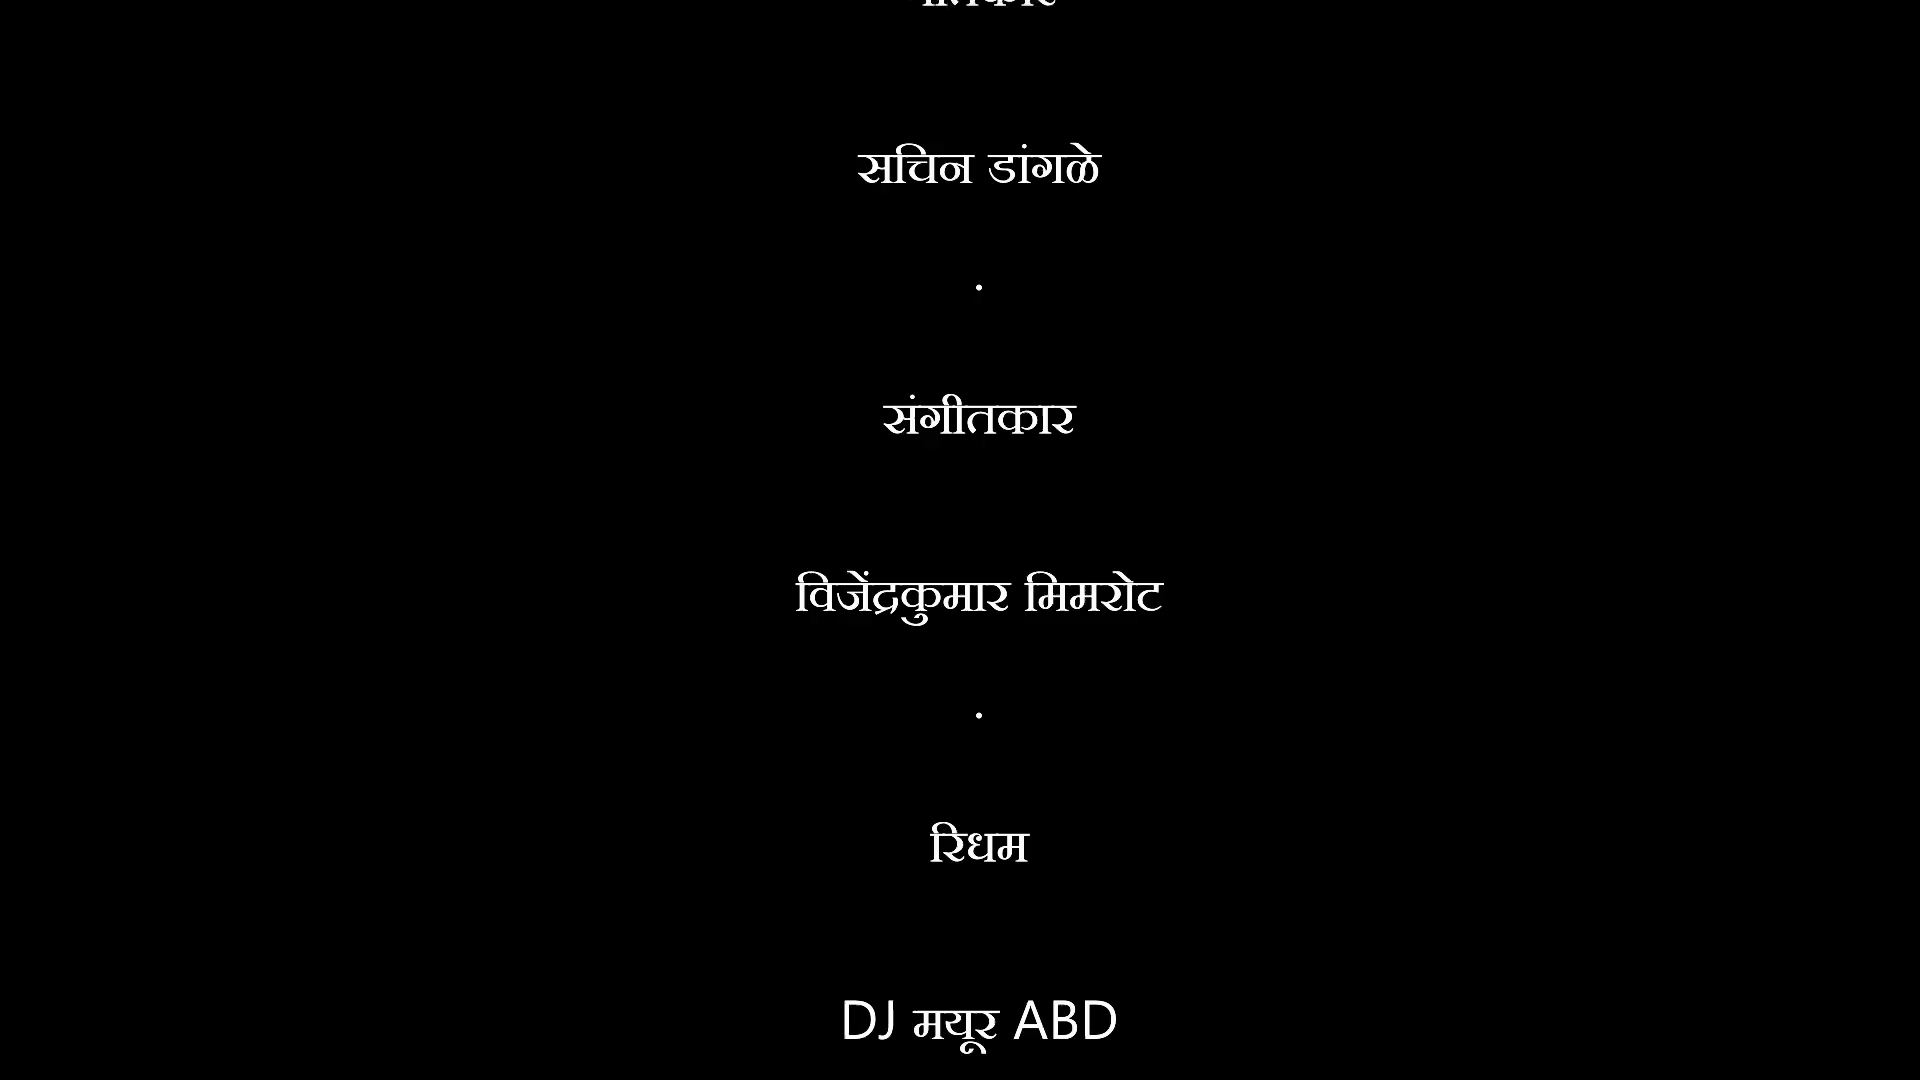 सचिन डांगळे
.
संगीतकार
विजेंद्रकुमार मिमरोट
.
रिधम
DJ मयूर ABD